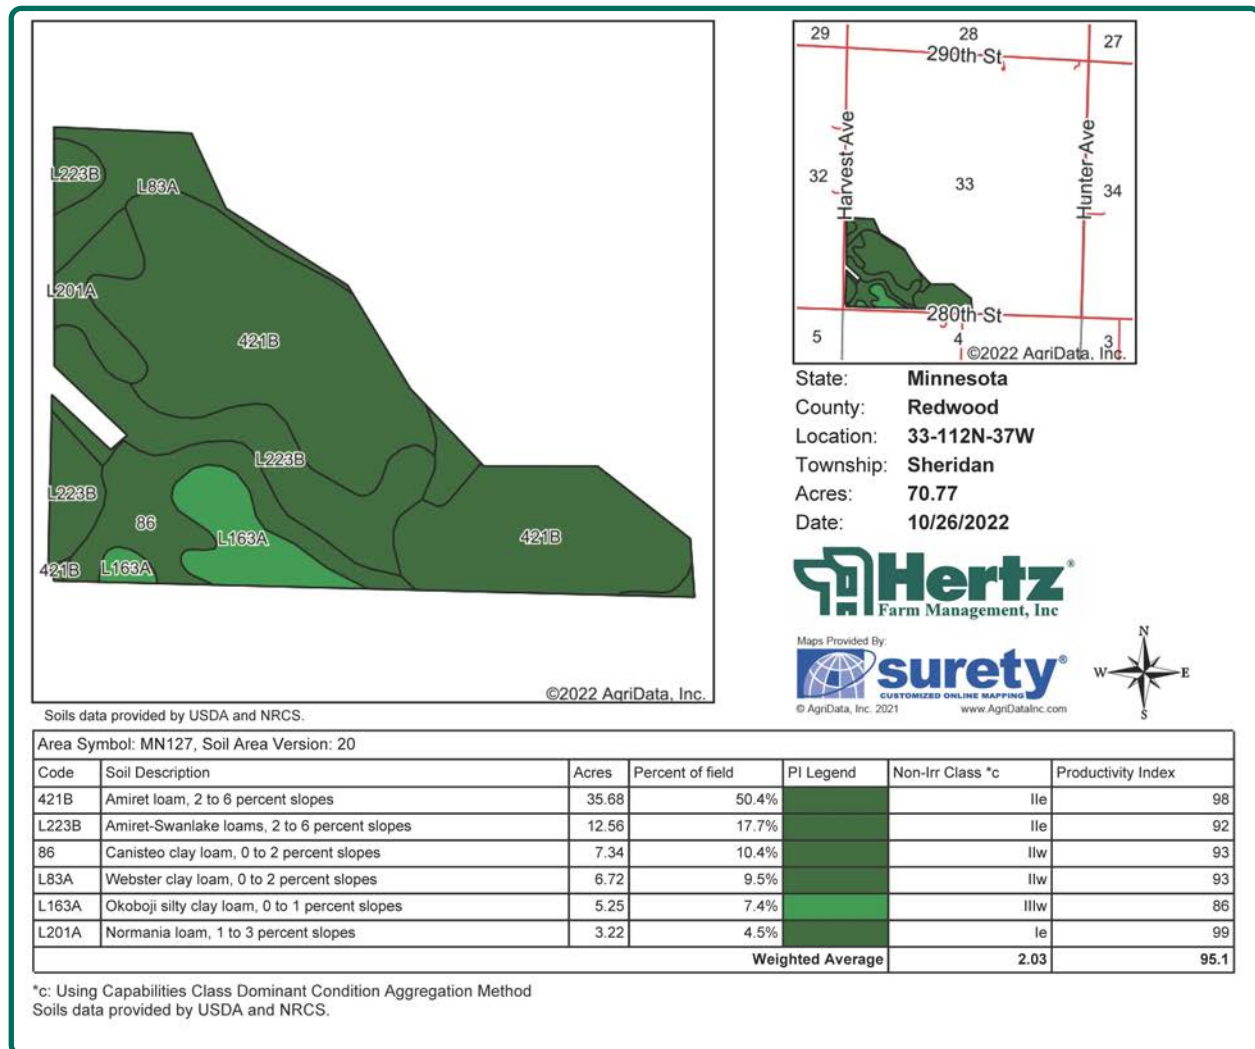 L223B
L83A
L201A
421B
L223B
L223B
86
L163A
421B
421B
L163A
©2022 AgriData, Inc.
Soils data provided by USDA and NRCS.
29
28
27
290th St
Harvest Ave
Hunter Ave
32
33
34
280th St
5
4
3
©2022 AgriData, Inc.
State: Minnesota
County: Redwood
Location: 33-112N-37W
Township: Sheridan
Acres: 70.77
Date: 10/26/2022
Hertz®
Farm Management, Inc
Maps Provided By:
surety®
CUSTOMIZED ONLINE MAPPING
© AgriData, Inc. 2021 www.AgriDataInc.com
N
W E
S
Area Symbol: MN127, Soil Area Version: 20
Code Soil Description Acres Percent of field PI Legend Non-Irr Class *c Productivity Index
421B Amiret loam, 2 to 6 percent slopes 35.68 50.4% IIe 98
L223B Amiret-Swanlake loams, 2 to 6 percent slopes 12.56 17.7% IIe 92
86 Canisteo clay loam, 0 to 2 percent slopes 7.34 10.4% IIw 93
L83A Webster clay loam, 0 to 2 percent slopes 6.72 9.5% IIw 93
L163A Okoboji silty clay loam, 0 to 1 percent slopes 5.25 7.4% IIIw 86
L201A Normania loam, 1 to 3 percent slopes 3.22 4.5% Ie 99
Weighted Average 2.03 95.1
*c: Using Capabilities Class Dominant Condition Aggregation Method
Soils data provided by USDA and NRCS.